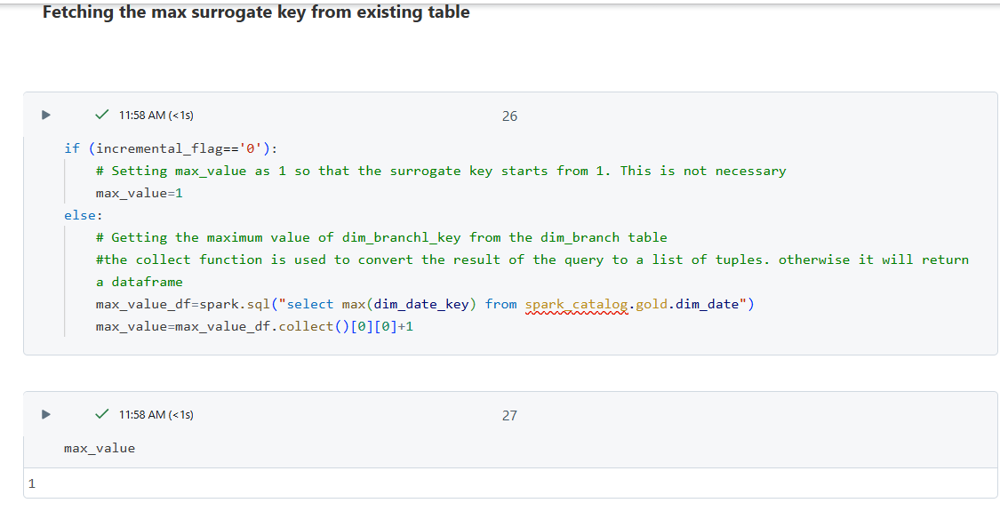 Fetching the max surrogate key from existing table
11:58 AM (<1s)
26
if (incremental_flag=='0'):
# Setting max_value as 1 so that the surrogate key starts from 1. This is not necessary
max_value=1
else:
# Getting the maximum value of dim_branchl_key from the dim_branch table
#the collect function is used to convert the result of the query to a list of tuples. otherwise it will return
a dataframe
max_value_df=spark.sql("select max(dim_date_key) from spark_catalog.gold.dim_date")
max_value=max_value_df.collect()[0][0]+1
11:58 AM (<1s)
27
max_value
1